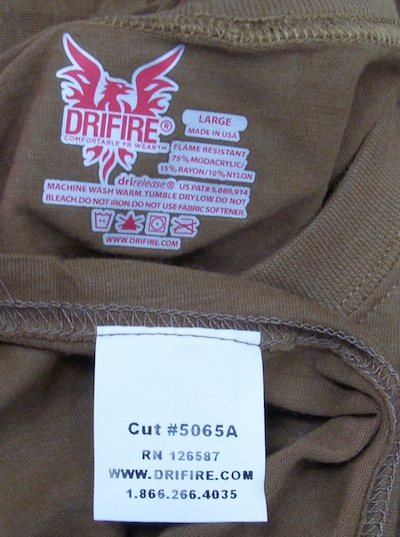 DRIFIRE®
COMFORTABLE FR WEAR™
LARGE
MADE IN USA
FLAME RESISTANT
75% MODACRYLIC/
15% RAYON/10% NYLON
drirelease® US PAT# 5,888,914
MACHINE WASH WARM. TUMBLE DRY LOW. DO NOT
BLEACH. DO NOT IRON. DO NOT USE FABRIC SOFTENER.
WWW.DRIFIRE.COM
Cut #5065A
RN 126587
WWW.DRIFIRE.COM
1.866.266.4035